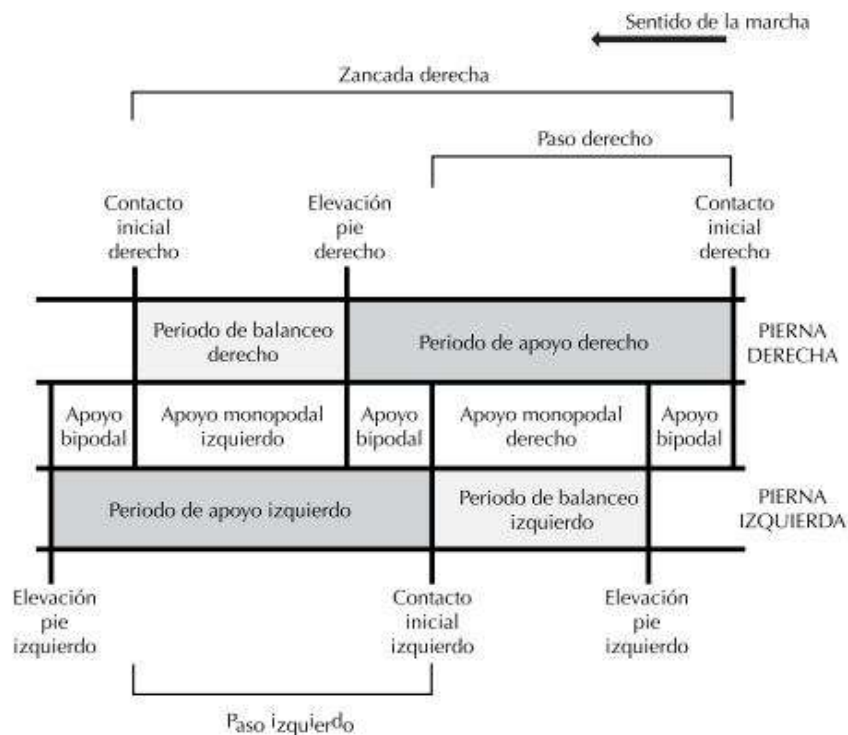 Sentido de la marcha
Zancada derecha
Paso derecho
Contacto
inicial
derecho
Elevación
pie
derecho
Contacto
inicial
derecho
Periodo de balanceo
derecho
Periodo de apoyo derecho
PIERNA
DERECHA
Apoyo
bipodal
Apoyo monopodal
izquierdo
Apoyo
bipodal
Apoyo monopodal
derecho
Apoyo
bipodal
Periodo de apoyo izquierdo
Periodo de balanceo
izquierdo
PIERNA
IZQUIERDA
Elevación
pie
izquierdo
Contacto
inicial
izquierdo
Elevación
pie
izquierdo
Paso izquierdo